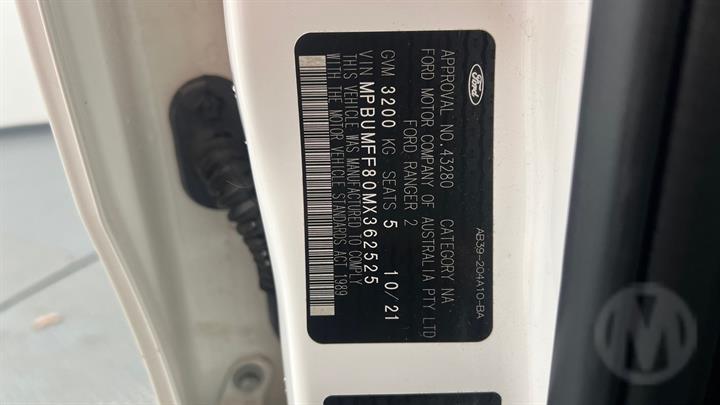 Ford
APPROVAL NO.43280 CATEGORY NA
FORD MOTOR COMPANY OF AUSTRALIA PTY LTD
FORD RANGER 2
GVM 3200 KG SEATS 5 10/21
VIN MPBUMFF80MX362525
THIS VEHICLE WAS MANUFACTURED TO COMPLY
WITH THE MOTOR VEHICLE STANDARDS ACT 1989
AB39-204A10-BA
M